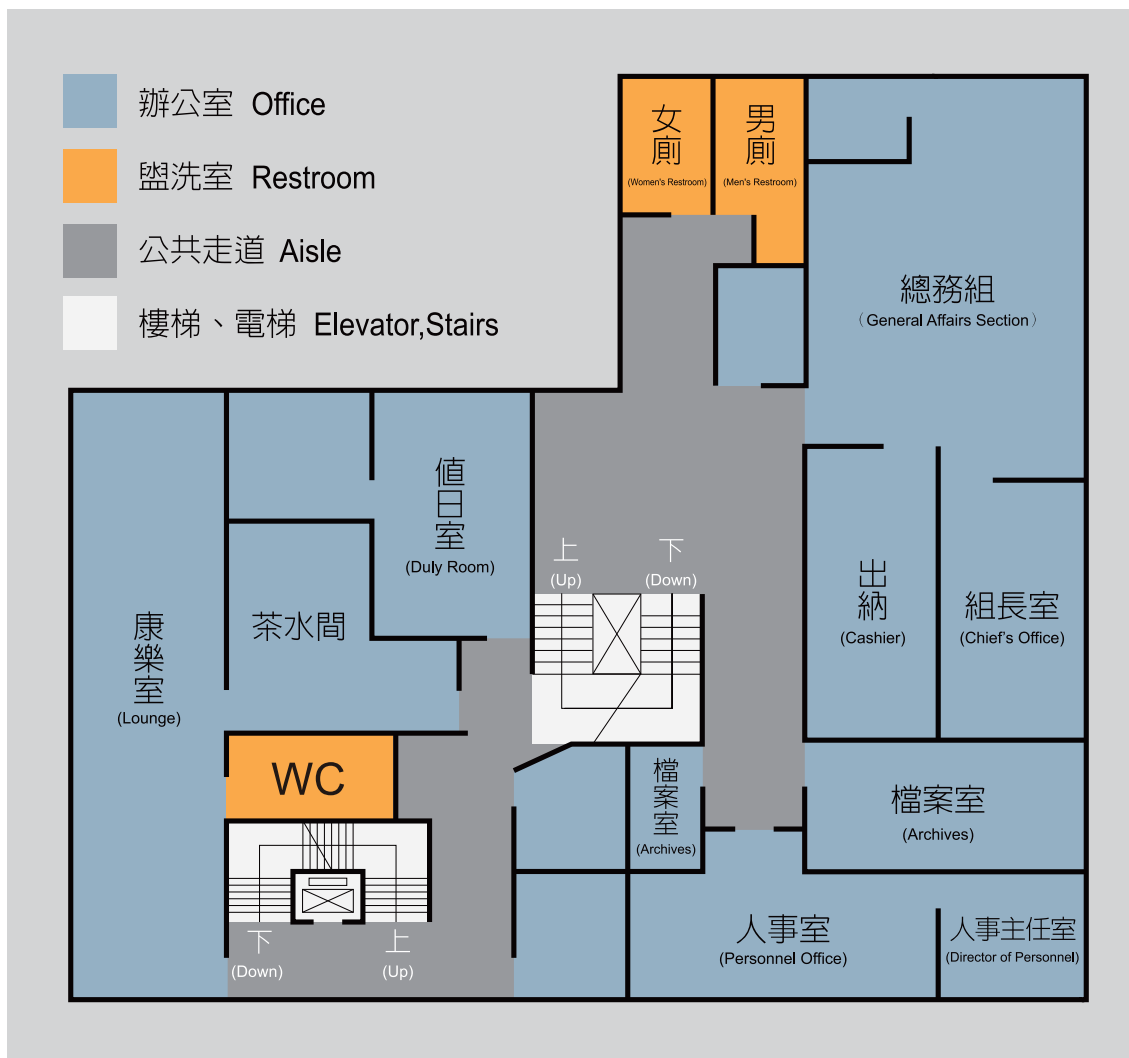 辦公室 Office
盥洗室 Restroom
公共走道 Aisle
樓梯、電梯 Elevator,Stairs
女廁
(Women's Restroom)
男廁
(Men's Restroom)
總務組
（General Affairs Section）
值日室
(Duly Room)
上
(Up)
下
(Down)
出納
(Cashier)
組長室
(Chief's Office)
康樂室
(Lounge)
茶水間
WC
檔案室
(Archives)
檔案室
(Archives)
人事室
(Personnel Office)
人事主任室
(Director of Personnel)
下
(Down)
上
(Up)